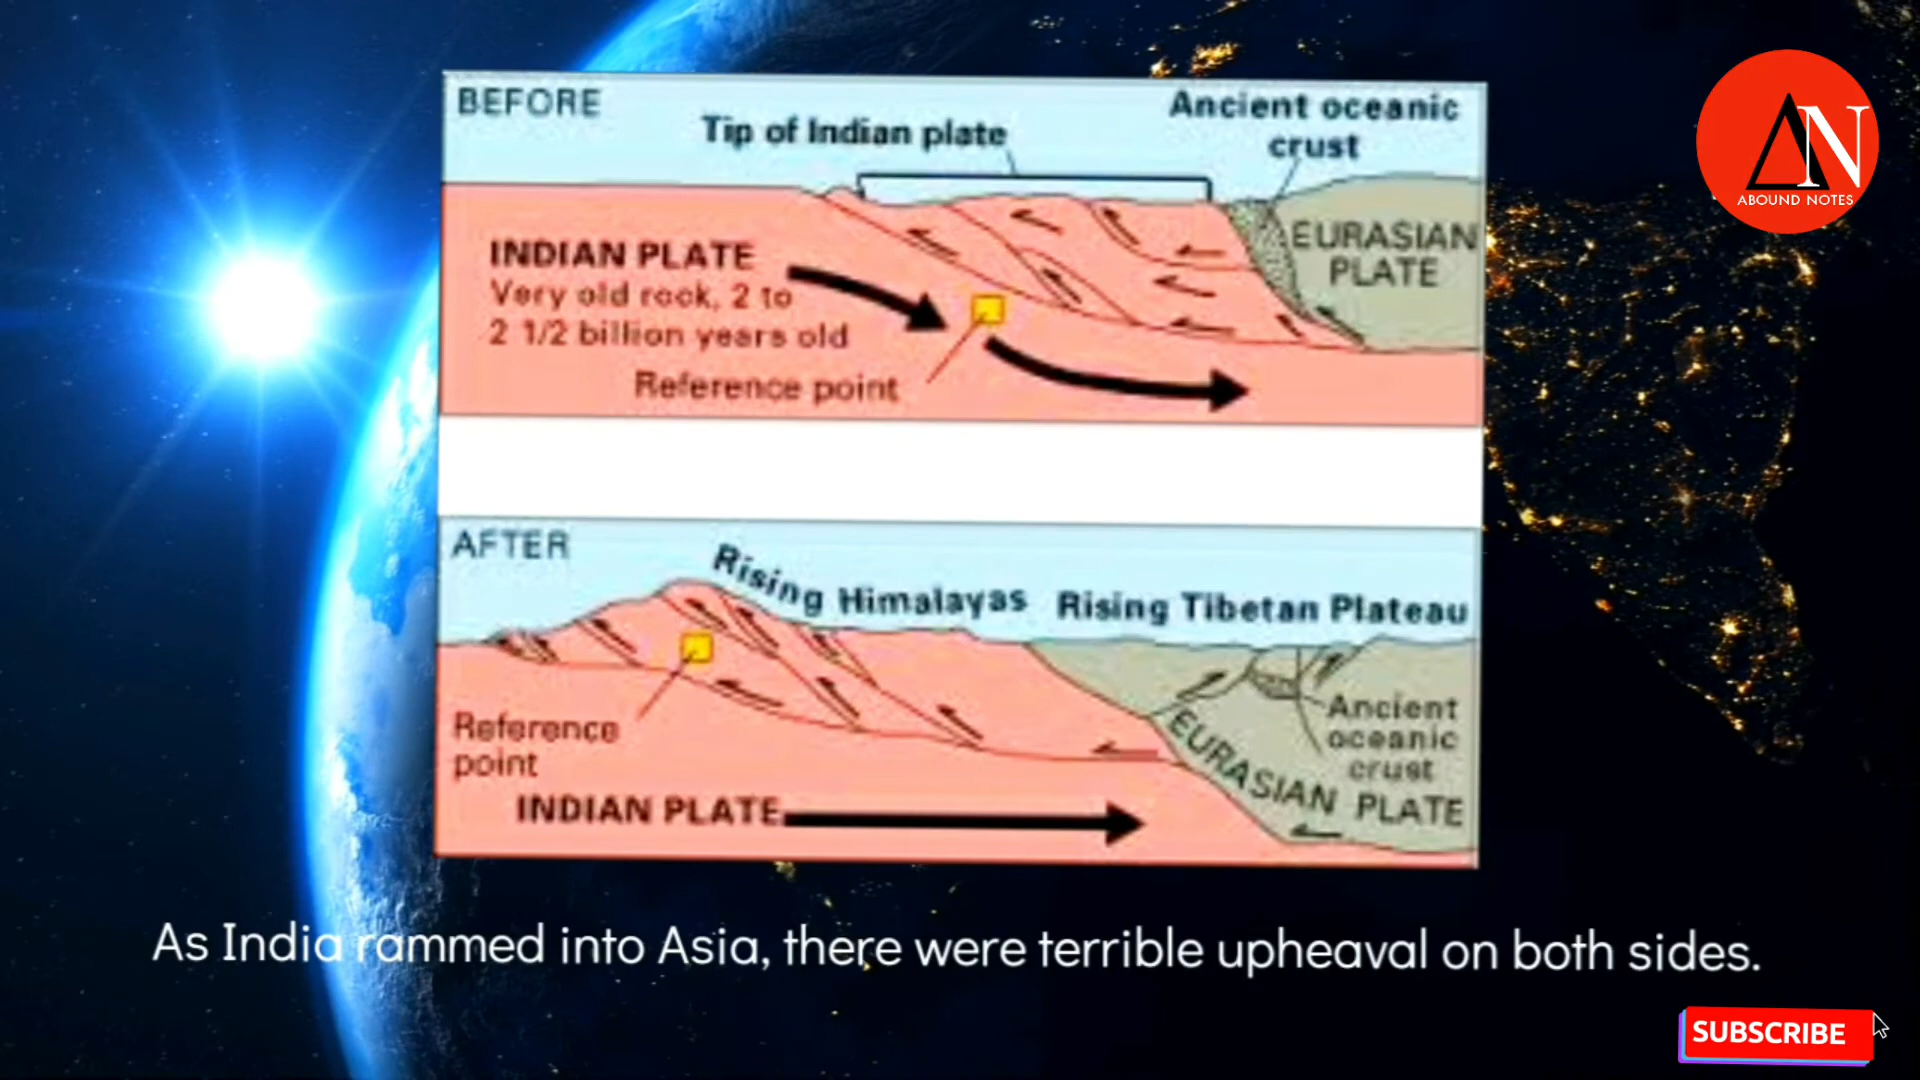 BEFORE
Tip of Indian plate
Ancient oceanic
crust
INDIAN PLATE
Very old rock, 2 to
2 1/2 billion years old
Reference point
EURASIAN
PLATE
AFTER
Rising Himalayas
Rising Tibetan Plateau
Reference
point
INDIAN PLATE
EURASIAN PLATE
Ancient
oceanic
crust
AN
ABOUND NOTES
As India rammed into Asia, there were terrible upheaval on both sides.
SUBSCRIBE